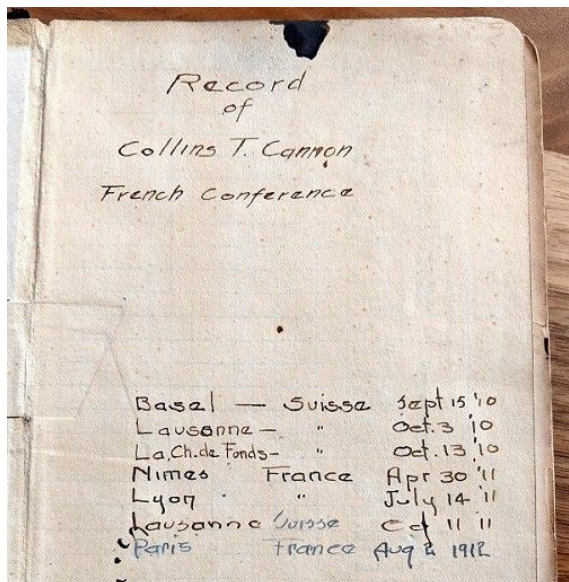 Record
of
Collins T. Cannon
French Conference
Basel — Suisse Sept 15 '10
Lausanne – " Oct. 3 '10
La.Ch.de Fonds – " Oct. 13 '10
Nimes France Apr 30 '11
Lyon " July 14 '11
Lausanne Suisse Oct 11 11
Paris France Aug 2 1912